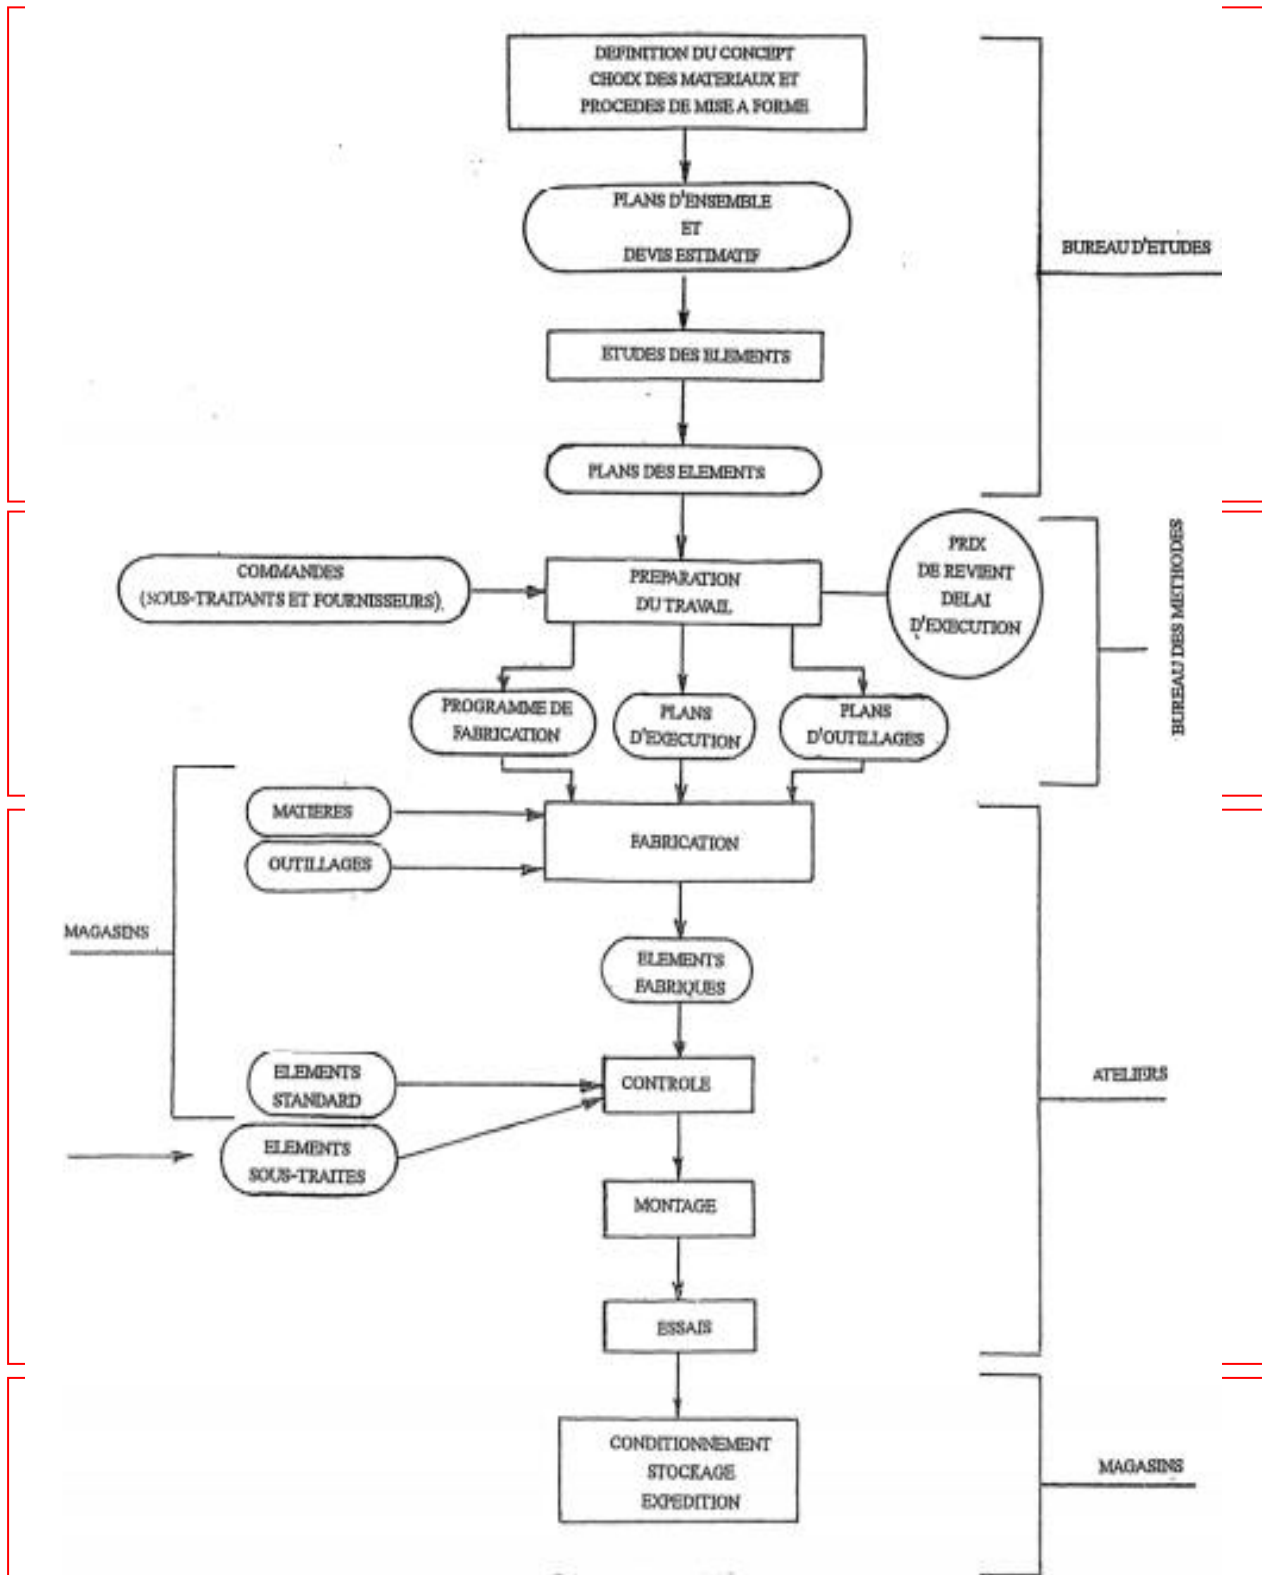 DEFINITION DU CONCEPT
CHOIX DES MATERIAUX ET
PROCEDES DE MISE A FORME
PLANS D'ENSEMBLE
ET
DEVIS ESTIMATIF
BUREAU D'ETUDES
ETUDES DES ELEMENTS
PLANS DES ELEMENTS
COMMANDES
(SOUS-TRAITANTS ET FOURNISSEURS)
PREPARATION
DU TRAVAIL
PRIX
DE REVIENT
DELAI
D'EXECUTION
BUREAU DES METHODES
PROGRAMME DE
FABRICATION
PLANS
D'EXECUTION
PLANS
D'OUTILLAGES
MATIERES
OUTILLAGES
FABRICATION
MAGASINS
ELEMENTS
FABRIQUES
ELEMENTS
STANDARD
CONTROLE
ATELIERS
ELEMENTS
SOUS-TRAITES
MONTAGE
ESSAIS
CONDITIONNEMENT
STOCKAGE
EXPEDITION
MAGASINS